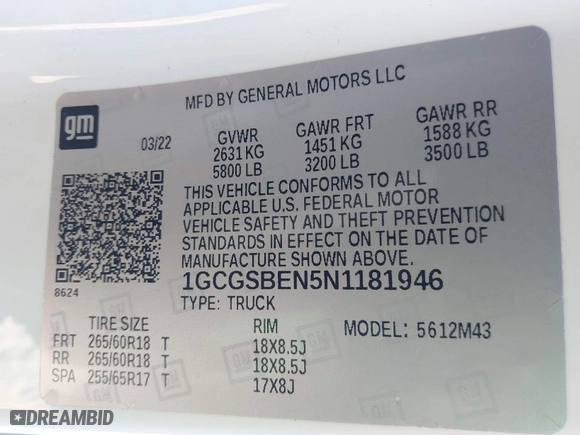 MFD BY GENERAL MOTORS LLC
gm
03/22
GVWR GAWR FRT GAWR RR
2631 KG 1451 KG 1588 KG
5800 LB 3200 LB 3500 LB
THIS VEHICLE CONFORMS TO ALL
APPLICABLE U.S. FEDERAL MOTOR
VEHICLE SAFETY AND THEFT PREVENTION
STANDARDS IN EFFECT ON THE DATE OF
MANUFACTURE SHOWN ABOVE.
8624
1GCGSBEN5N1181946
TYPE: TRUCK
TIRE SIZE RIM MODEL: 5612M43
FRT 265/60R18 T 18X8.5J
RR 265/60R18 T 18X8.5J
SPA 255/65R17 T 17X8J
DREAMBID